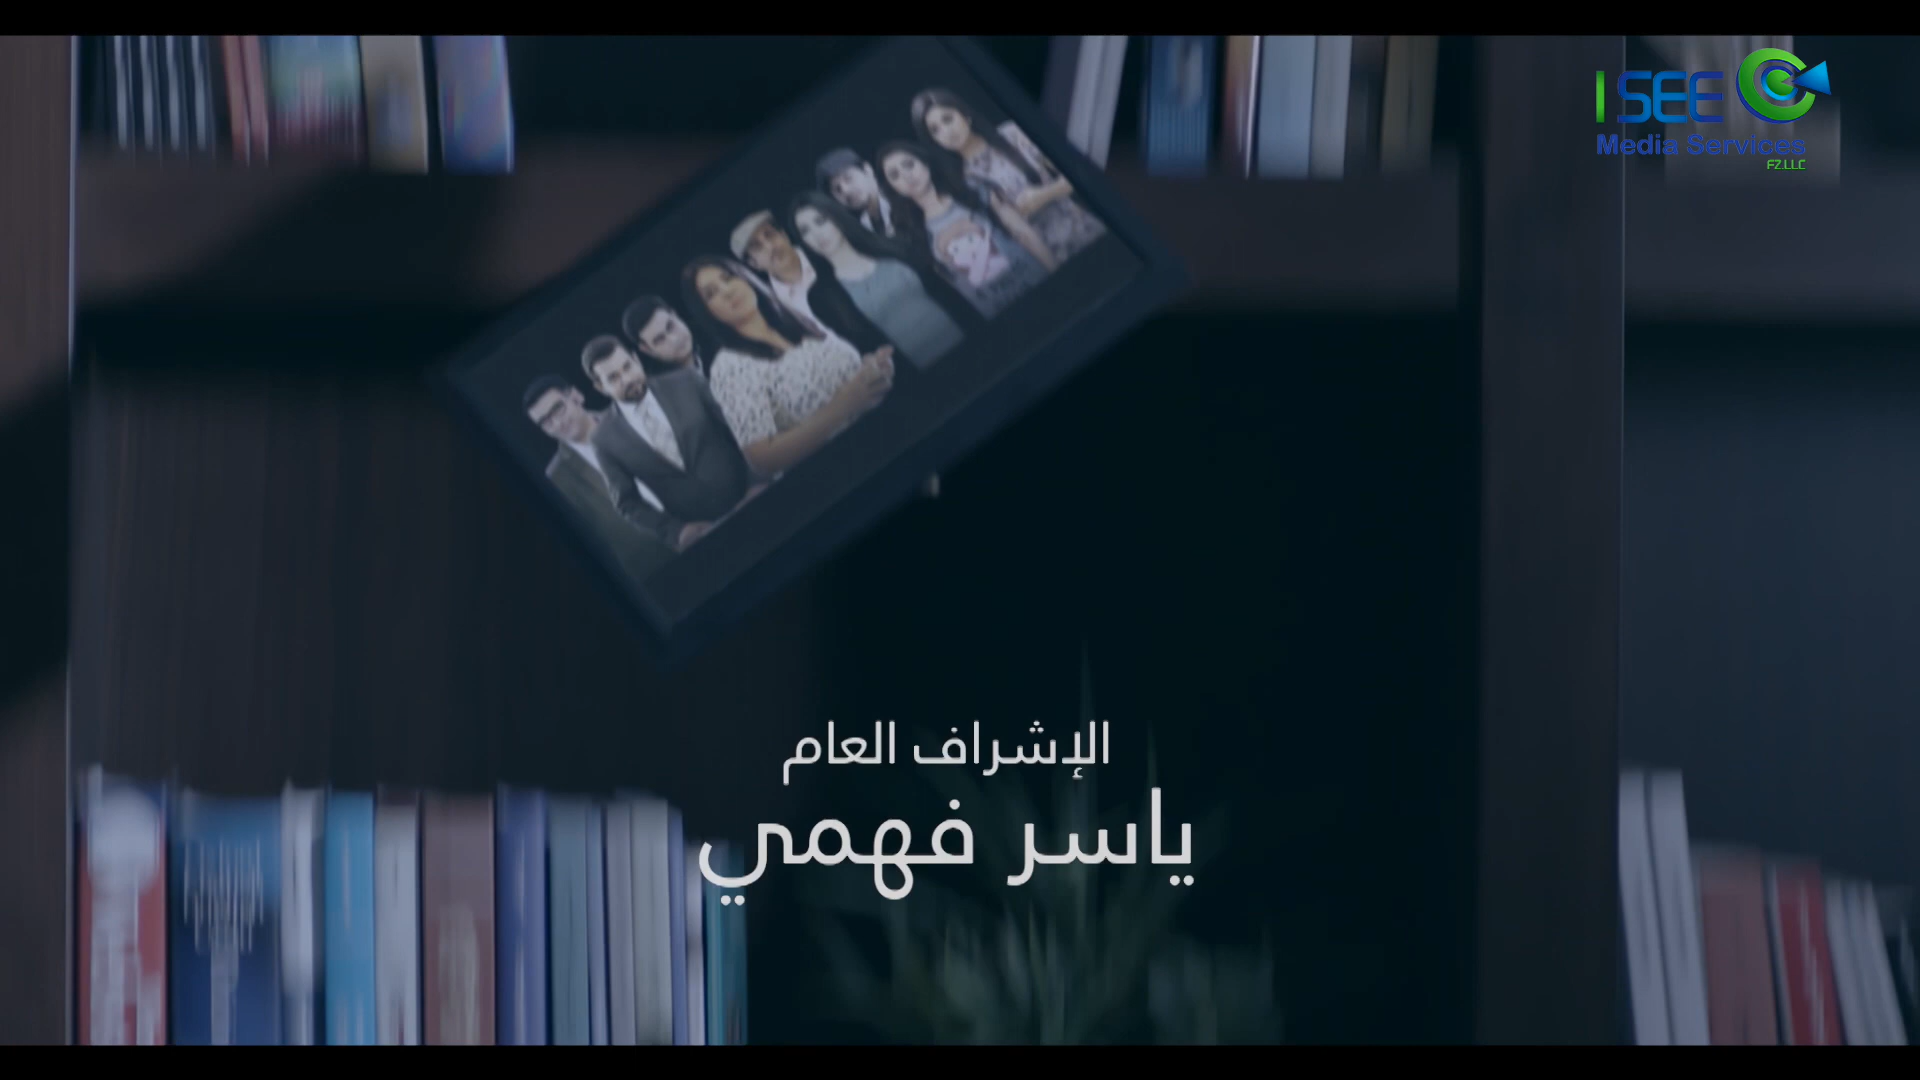 I SEE
Media Services
FZ.LLC
الإشراف العام
ياسر فهمي